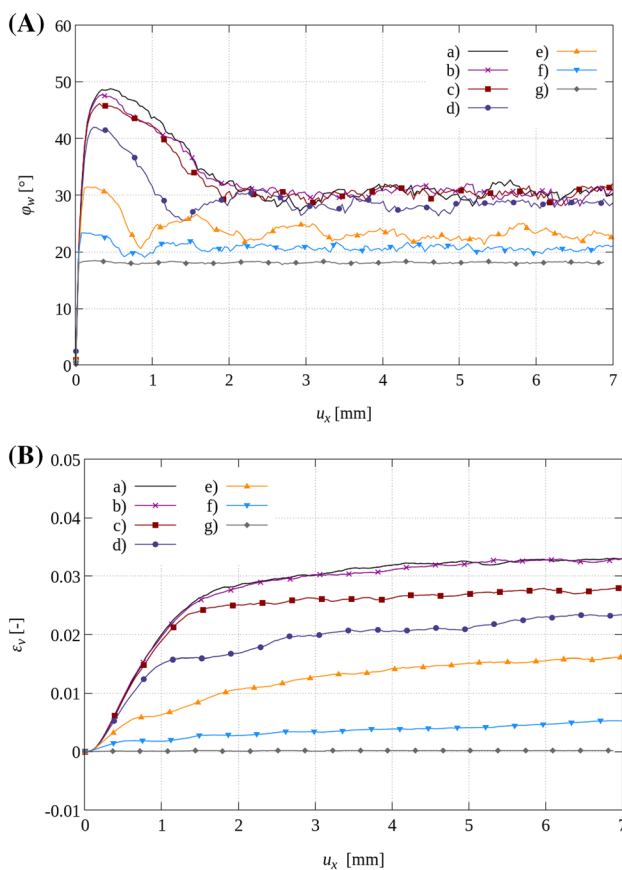 (A)
60
50
40
30
20
10
0
φw [°]
a)
b)
c)
d)
e)
f)
g)
0 1 2 3 4 5 6 7
ux [mm]
(B)
0.05
0.04
0.03
0.02
0.01
0
-0.01
εv [-]
a)
b)
c)
d)
e)
f)
g)
0 1 2 3 4 5 6 7
ux [mm]